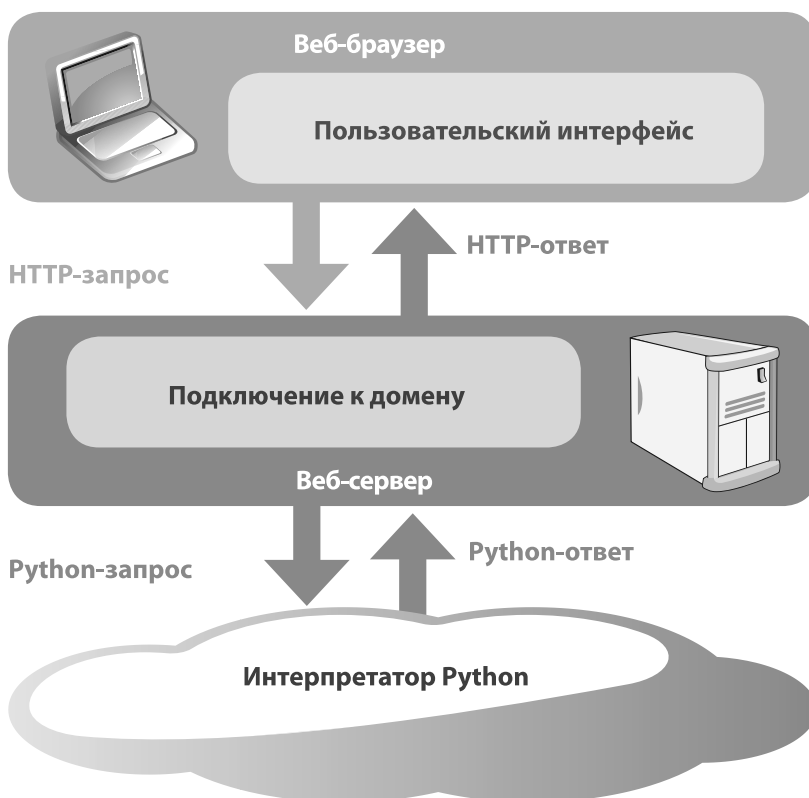 Веб-браузер
Пользовательский интерфейс
HTTP-ответ
HTTP-запрос
Подключение к домену
Веб-сервер
Python-ответ
Python-запрос
Интерпретатор Python